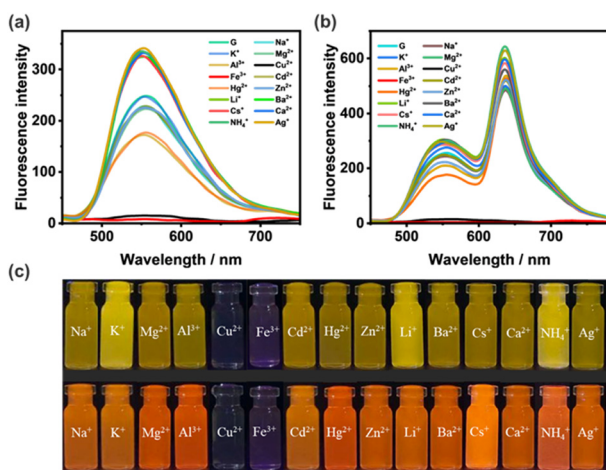 (a)
300
200
100
0
Fluorescence intensity
G
K⁺
Al³⁺
Fe³⁺
Hg²⁺
Li⁺
Cs⁺
NH₄⁺
Na⁺
Mg²⁺
Cu²⁺
Cd²⁺
Zn²⁺
Ba²⁺
Ca²⁺
Ag⁺
500 600 700
Wavelength / nm
(b)
600
400
200
0
Fluorescence intensity
G
K⁺
Al³⁺
Fe³⁺
Hg²⁺
Li⁺
Cs⁺
NH₄⁺
Na⁺
Mg²⁺
Cu²⁺
Cd²⁺
Zn²⁺
Ba²⁺
Ca²⁺
Ag⁺
500 600 700
Wavelength / nm
(c)
Na⁺ K⁺ Mg²⁺ Al³⁺ Cu²⁺ Fe³⁺ Cd²⁺ Hg²⁺ Zn²⁺ Li⁺ Ba²⁺ Cs⁺ Ca²⁺ NH₄⁺ Ag⁺
Na⁺ K⁺ Mg²⁺ Al³⁺ Cu²⁺ Fe³⁺ Cd²⁺ Hg²⁺ Zn²⁺ Li⁺ Ba²⁺ Cs⁺ Ca²⁺ NH₄⁺ Ag⁺